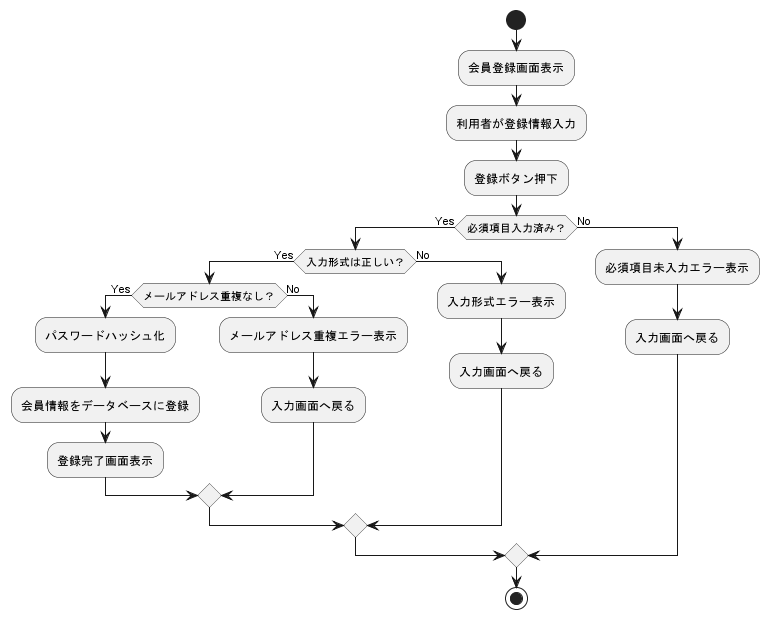 会員登録画面表示
利用者が登録情報入力
登録ボタン押下
Yes
必須項目入力済み？
No
Yes
入力形式は正しい？
No
必須項目未入力エラー表示
Yes
メールアドレス重複なし？
No
入力形式エラー表示
パスワードハッシュ化
メールアドレス重複エラー表示
入力画面へ戻る
入力画面へ戻る
会員情報をデータベースに登録
入力画面へ戻る
登録完了画面表示